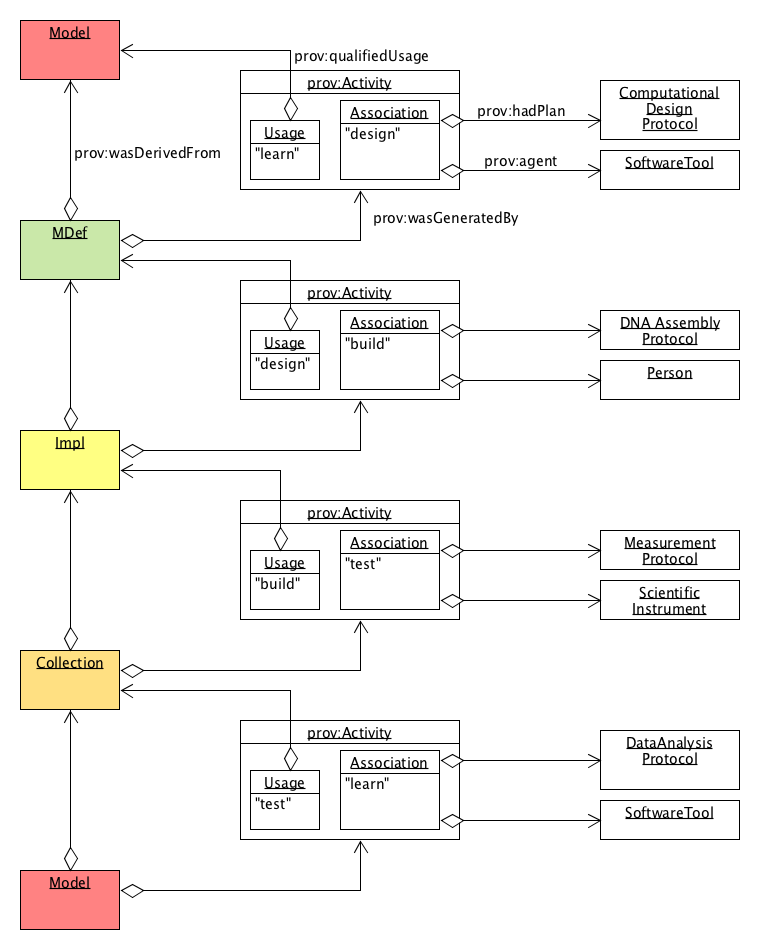 Model
prov:qualifiedUsage
prov:Activity
Usage
"learn"
Association
"design"
prov:hadPlan
Computational
Design
Protocol
prov:agent
SoftwareTool
prov:wasDerivedFrom
prov:wasGeneratedBy
MDef
prov:Activity
Usage
"design"
Association
"build"
DNA Assembly
Protocol
Person
Impl
prov:Activity
Usage
"build"
Association
"test"
Measurement
Protocol
Scientific
Instrument
Collection
prov:Activity
Usage
"test"
Association
"learn"
DataAnalysis
Protocol
SoftwareTool
Model